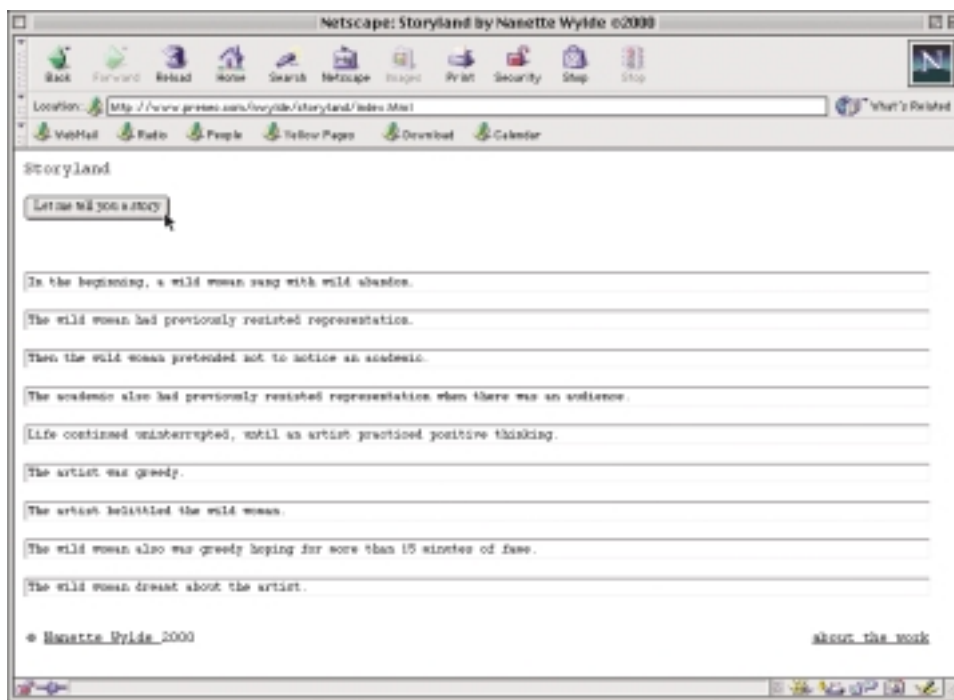 Netscape: Storyland by Nanette Wylde ©2000
Back Forward Reload Home Search Netscape Images Print Security Shop Stop
Location: What's Related
WebMail Radio People Yellow Pages Download Calendar
Storyland
Let me tell you a story
In the beginning, a wild woman sang with wild abandon.
The wild woman had previously resisted representation.
Then the wild woman pretended not to notice an academic.
The academic also had previously resisted representation when there was an audience.
Life continued uninterrupted, until an artist practiced positive thinking.
The artist was greedy.
The artist belittled the wild woman.
The wild woman also was greedy hoping for more than 15 minutes of fame.
The wild woman dreamt about the artist.
© Nanette Wylde 2000
about the work